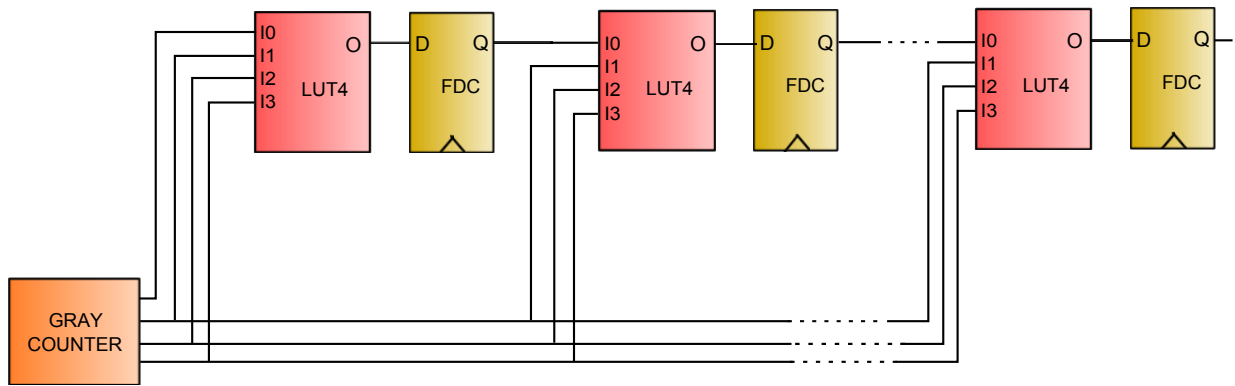 I0
I1
I2
I3
O
LUT4
D
Q
FDC
I0
I1
I2
I3
O
LUT4
D
Q
FDC
I0
I1
I2
I3
O
LUT4
D
Q
FDC
GRAY
COUNTER